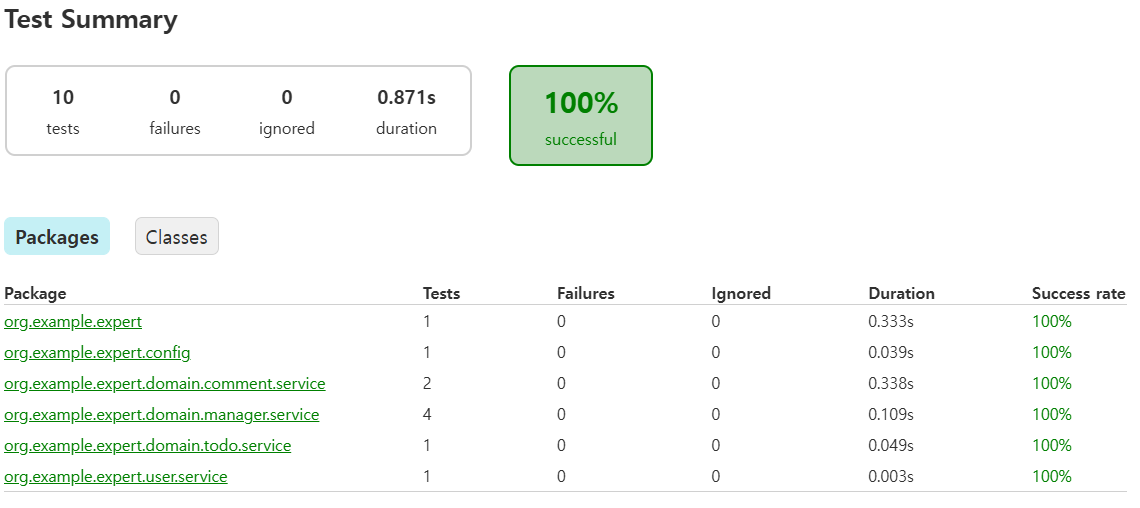 Test Summary
10 0 0 0.871s
tests failures ignored duration
100%
successful
Packages Classes
Package Tests Failures Ignored Duration Success rate
org.example.expert 1 0 0 0.333s 100%
org.example.expert.config 1 0 0 0.039s 100%
org.example.expert.domain.comment.service 2 0 0 0.338s 100%
org.example.expert.domain.manager.service 4 0 0 0.109s 100%
org.example.expert.domain.todo.service 1 0 0 0.049s 100%
org.example.expert.user.service 1 0 0 0.003s 100%